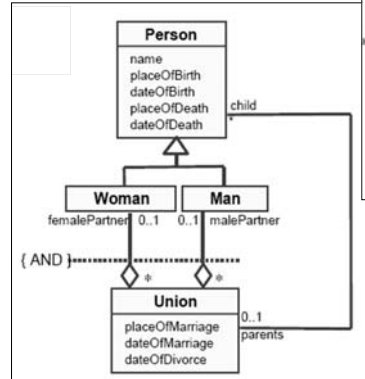 Person
name
placeOfBirth
dateOfBirth
placeOfDeath
dateOfDeath
child
*
Woman
Man
femalePartner 0..1 0..1 malePartner
{ AND }
* *
Union
placeOfMarriage
dateOfMarriage
dateOfDivorce
0..1
parents